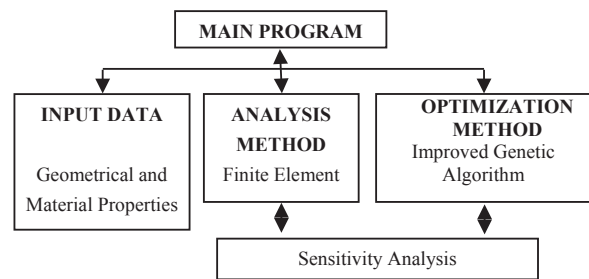 MAIN PROGRAM
INPUT DATA
Geometrical and
Material Properties
ANALYSIS
METHOD
Finite Element
OPTIMIZATION
METHOD
Improved Genetic
Algorithm
Sensitivity Analysis